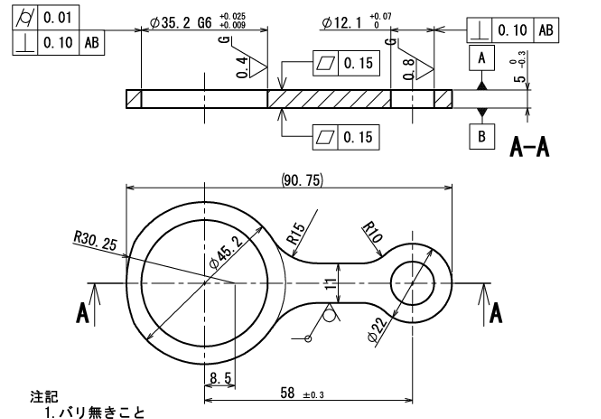 0.01
0.10 AB
φ35.2 G6 +0.025 +0.009
G
0.4
0.15
φ12.1 +0.07 0
G
0.8
0.10 AB
A
5 0 -0.3
B
0.15
A-A
(90.75)
R30.25
φ45.2
R15
R10
11
φ22
A
A
8.5
58 ±0.3
注記
1. バリ無きこと